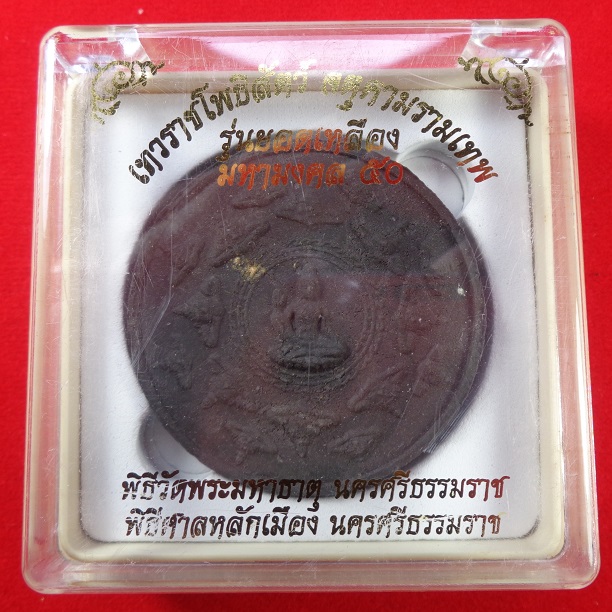 เทวราชโพธิสัตว์ จตุคามรามเทพ
รุ่นยอดเหลือง
มหามงคล ๕๐
พิธีวัดพระมหาธาตุ นครศรีธรรมราช
พิธีศาลหลักเมือง นครศรีธรรมราช